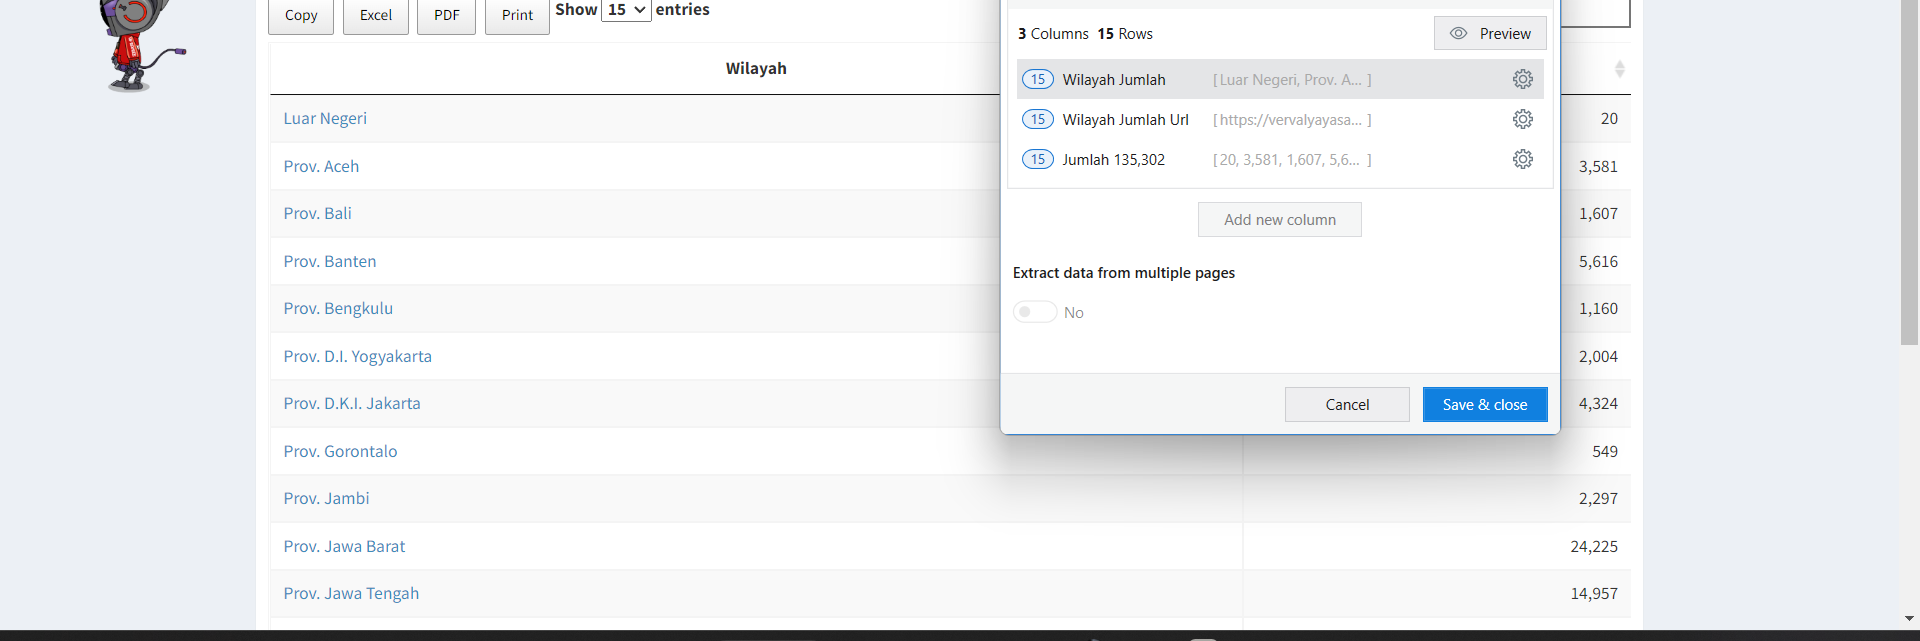 Copy Excel PDF Print Show 15 entries
3 Columns 15 Rows Preview
Wilayah
15 Wilayah Jumlah [ Luar Negeri, Prov. A... ]
15 Wilayah Jumlah Url [ https://vervalyayasa... ]
15 Jumlah 135,302 [ 20, 3,581, 1,607, 5,6... ]
Add new column
Extract data from multiple pages
No
Cancel Save & close
Luar Negeri 20
Prov. Aceh 3,581
Prov. Bali 1,607
Prov. Banten 5,616
Prov. Bengkulu 1,160
Prov. D.I. Yogyakarta 2,004
Prov. D.K.I. Jakarta 4,324
Prov. Gorontalo 549
Prov. Jambi 2,297
Prov. Jawa Barat 24,225
Prov. Jawa Tengah 14,957